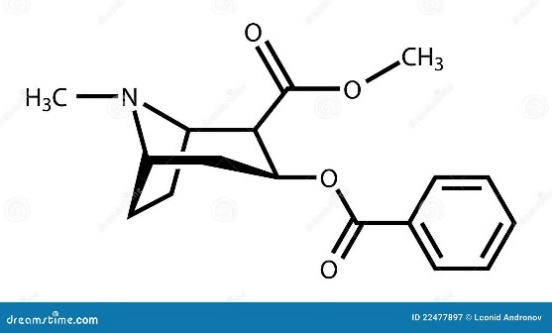 O
CH₃
O
H₃C
N
O
O
dreamstime.com
ID 22477897 © Leonid Andronov